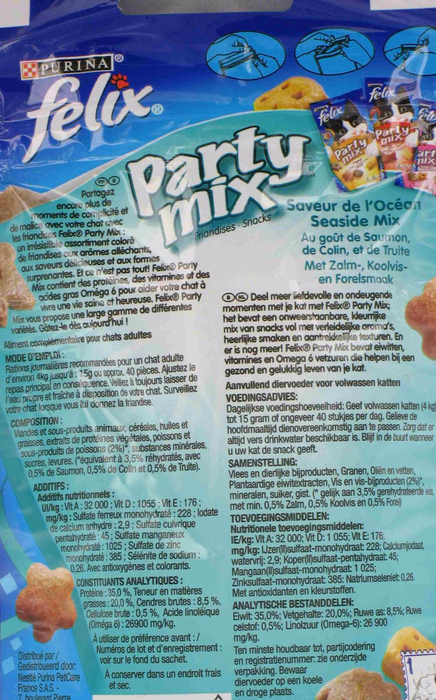 PURINA
felix
Party
mix
Friandises - Snacks
Saveur de l'Océan
Seaside Mix
Au goût de Saumon,
de Colin, et de Truite
Met Zalm-, Koolvis-
en Forelsmaak
Partagez
encore plus de
moments de complicité et
de malice avec votre chat avec
les friandises Felix® Party Mix :
un irrésistible assortiment coloré
de friandises aux arômes alléchants,
aux saveurs délicieuses et aux formes
surprenantes. Et ce n'est pas tout! Felix® Party
Mix contient des protéines, des vitamines et des
acides gras Oméga 6 pour aider votre chat à
vivre une vie saine et heureuse. Felix® Party
Mix vous propose une large gamme de différentes
variétés. Goûtez-le dès aujourd'hui !
Aliment complémentaire pour chats adultes
MODE D'EMPLOI :
Rations journalières recommandées pour un chat adulte
d'environ 4kg jusqu'à : 15g ou approx. 40 pièces. Ajustez le
repas principal en conséquence. Veillez à toujours laisser de
l'eau propre et fraîche à disposition de votre chat. Surveillez
votre chat lorsque vous lui donnez la friandise.
COMPOSITION :
Viandes et sous-produits animaux, céréales, huiles et
graisses, extraits de protéines végétales, poissons et
sous-produits de poissons (2%)*, substances minérales,
sucres, levures. (*équivalent à 3,5% réhydratés, avec
0,5% de Saumon, 0,5% de Colin et 0,5% de Truite).
ADDITIFS :
Additifs nutritionnels :
UI/kg : Vit A : 32 000 ; Vit D : 1055 ; Vit E : 176 ;
mg/kg : Sulfate ferreux monohydraté : 228 ; Iodate
de calcium anhydre : 2,9 ; Sulfate cuivrique
pentahydraté : 45 ; Sulfate manganeux
monohydraté : 1025 ; Sulfate de zinc
monohydraté : 385 ; Sélénite de sodium :
0,26. Avec antioxygènes et colorants.
CONSTITUANTS ANALYTIQUES :
Protéine : 35,0 %, Teneur en matières
grasses : 20,0 %, Cendres brutes : 8,5 %,
Cellulose brute : 0,5 %, Acide linoléique
(Oméga 6) : 26900 mg/kg.
A utiliser de préférence avant : /
Numéros de lot et d'enregistrement :
voir sur le fond du sachet.
A conserver dans un endroit frais
et sec.
Distribué par /
Gedistribueerd door:
Nestlé Purina PetCare
France S.A.S. -
7, boulevard Pierre
Deel meer liefdevolle en ondeugende
momenten met je kat met Felix® Party Mix;
het bevat een onweerstaanbare, kleurrijke
mix van snacks vol met verleidelijke aroma's,
heerlijke smaken en aantrekkelijke texturen. En
er is nog meer! Felix® Party Mix bevat eiwitten,
vitamines en Omega 6 vetzuren die helpen bij een
gezond en gelukkig leven van je kat.
Aanvullend diervoeder voor volwassen katten
VOEDINGSADVIES:
Dagelijkse voedingshoeveelheid: Geef volwassen katten (4 kg)
tot 15 gram of ongeveer 40 stukjes per dag. Gelieve de
hoofdmaaltijd dienovereenkomstig aan te passen. Zorg dat er
altijd vers drinkwater beschikbaar is. Blijf in de buurt wanneer
u uw kat de snack geeft.
SAMENSTELLING:
Vlees en dierlijke bijproducten, Granen, Oliën en vetten,
Plantaardige eiwitextracten, Vis en vis-bijproducten (2%)*,
mineralen, suiker, gist. (* gelijk aan 3,5% gerehydrateerde vis,
met min. 0,5% Zalm, 0,5% Koolvis en 0,5% Forel)
TOEVOEGINGSMIDDELEN:
Nutritionele toevoegingsmiddelen:
IE/kg: Vit A: 32 000; Vit D: 1 055; Vit E: 176;
mg/kg: IJzer(II)sulfaat-monohydraat: 228; Calciumjodaat,
watervrij: 2,9; Koper(II)sulfaat-pentahydraat: 45;
Mangaan(II)sulfaat-monohydraat: 1 025;
Zinksulfaat-monohydraat: 385; Natriumseleniet: 0,26.
Met antioxidanten en kleurstoffen.
ANALYTISCHE BESTANDDELEN:
Eiwit: 35,0%; Vetgehalte: 20,0%; Ruwe as: 8,5%; Ruwe
celstof: 0,5%; Linolzuur (Omega-6): 26 900
mg/kg.
Ten minste houdbaar tot, partijcodering
en registratienummer: zie onderzijde
verpakking. Bewaar
diervoeder op een koele
en droge plaats.